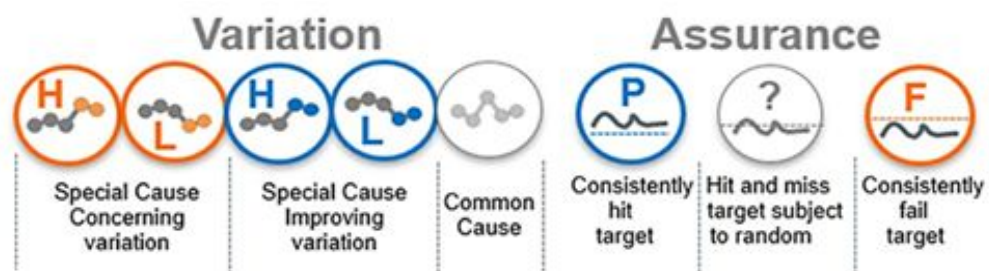 Variation
Assurance
H
L
H
L
P
?
F
Special Cause
Concerning
variation
Special Cause
Improving
variation
Common
Cause
Consistently
hit
target
Hit and miss
target subject
to random
Consistently
fail
target